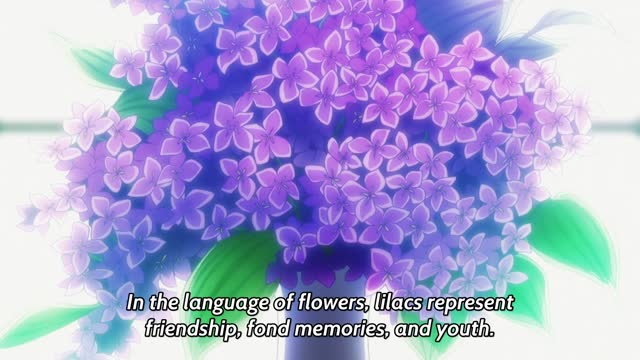 In the language of flowers, lilacs represent
friendship, fond memories, and youth.